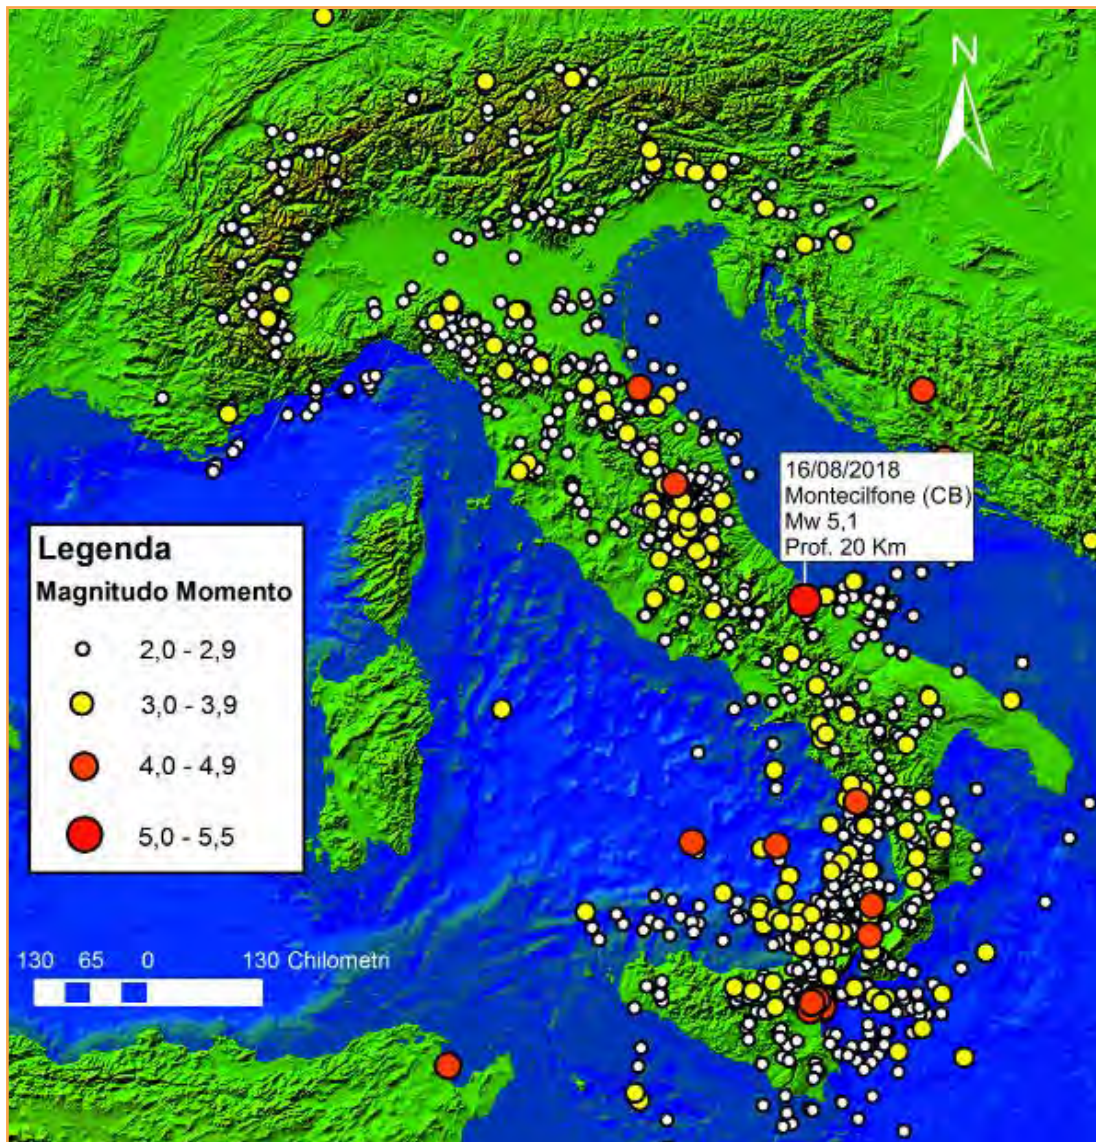 N
16/08/2018
Montecilfone (CB)
Mw 5,1
Prof. 20 Km
Legenda
Magnitudo Momento
2,0 - 2,9
3,0 - 3,9
4,0 - 4,9
5,0 - 5,5
130 65 0 130 Chilometri